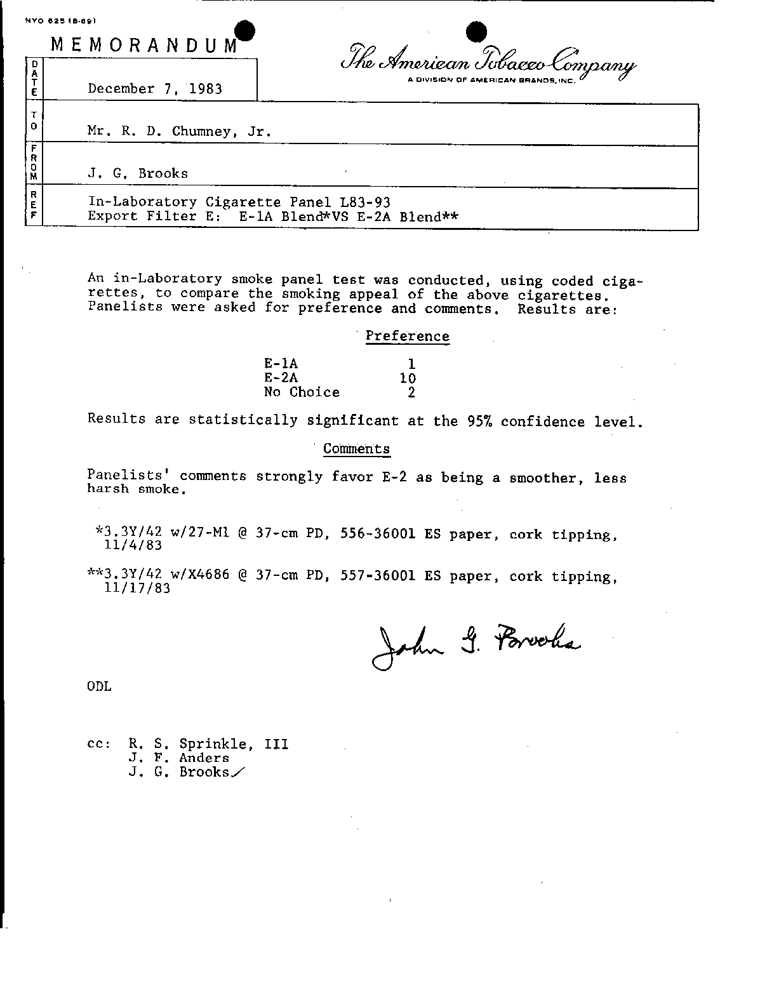 NYO 625 (8-69)
MEMORANDUM
The American Tobacco Company
A DIVISION OF AMERICAN BRANDS, INC.
DATE
December 7, 1983
TO
Mr. R. D. Chumney, Jr.
FROM
J. G. Brooks
REF
In-Laboratory Cigarette Panel L83-93
Export Filter E: E-1A Blend*VS E-2A Blend**
An in-Laboratory smoke panel test was conducted, using coded ciga-
rettes, to compare the smoking appeal of the above cigarettes.
Panelists were asked for preference and comments. Results are:
Preference
E-1A 1
E-2A 10
No Choice 2
Results are statistically significant at the 95% confidence level.
Comments
Panelists' comments strongly favor E-2 as being a smoother, less
harsh smoke.
*3.3Y/42 w/27-M1 @ 37-cm PD, 556-36001 ES paper, cork tipping,
11/4/83
**3.3Y/42 w/X4686 @ 37-cm PD, 557-36001 ES paper, cork tipping,
11/17/83
John G. Brooks
ODL
cc: R. S. Sprinkle, III
J. F. Anders
J. G. Brooks✓